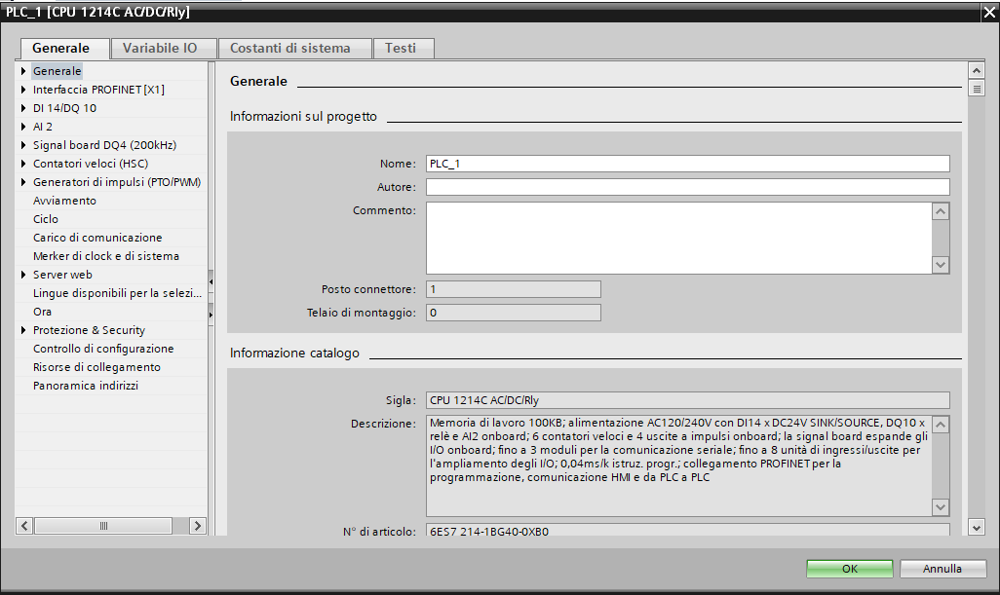 PLC_1 [CPU 1214C AC/DC/Rly]
Generale
Variabile IO
Costanti di sistema
Testi
Generale
Interfaccia PROFINET [X1]
DI 14/DQ 10
AI 2
Signal board DQ4 (200kHz)
Contatori veloci (HSC)
Generatori di impulsi (PTO/PWM)
Avviamento
Ciclo
Carico di comunicazione
Merker di clock e di sistema
Server web
Lingue disponibili per la selezi...
Ora
Protezione & Security
Controllo di configurazione
Risorse di collegamento
Panoramica indirizzi
Generale
Informazioni sul progetto
Nome: PLC_1
Autore:
Commento:
Posto connettore: 1
Telaio di montaggio: 0
Informazione catalogo
Sigla: CPU 1214C AC/DC/Rly
Descrizione: Memoria di lavoro 100KB; alimentazione AC120/240V con DI14 x DC24V SINK/SOURCE, DQ10 x
relè e AI2 onboard; 6 contatori veloci e 4 uscite a impulsi onboard; la signal board espande gli
I/O onboard; fino a 3 moduli per la comunicazione seriale; fino a 8 unità di ingressi/uscite per
l'ampliamento degli I/O; 0,04ms/k istruz. progr.; collegamento PROFINET per la
programmazione, comunicazione HMI e da PLC a PLC
N° di articolo: 6ES7 214-1BG40-0XB0
OK
Annulla